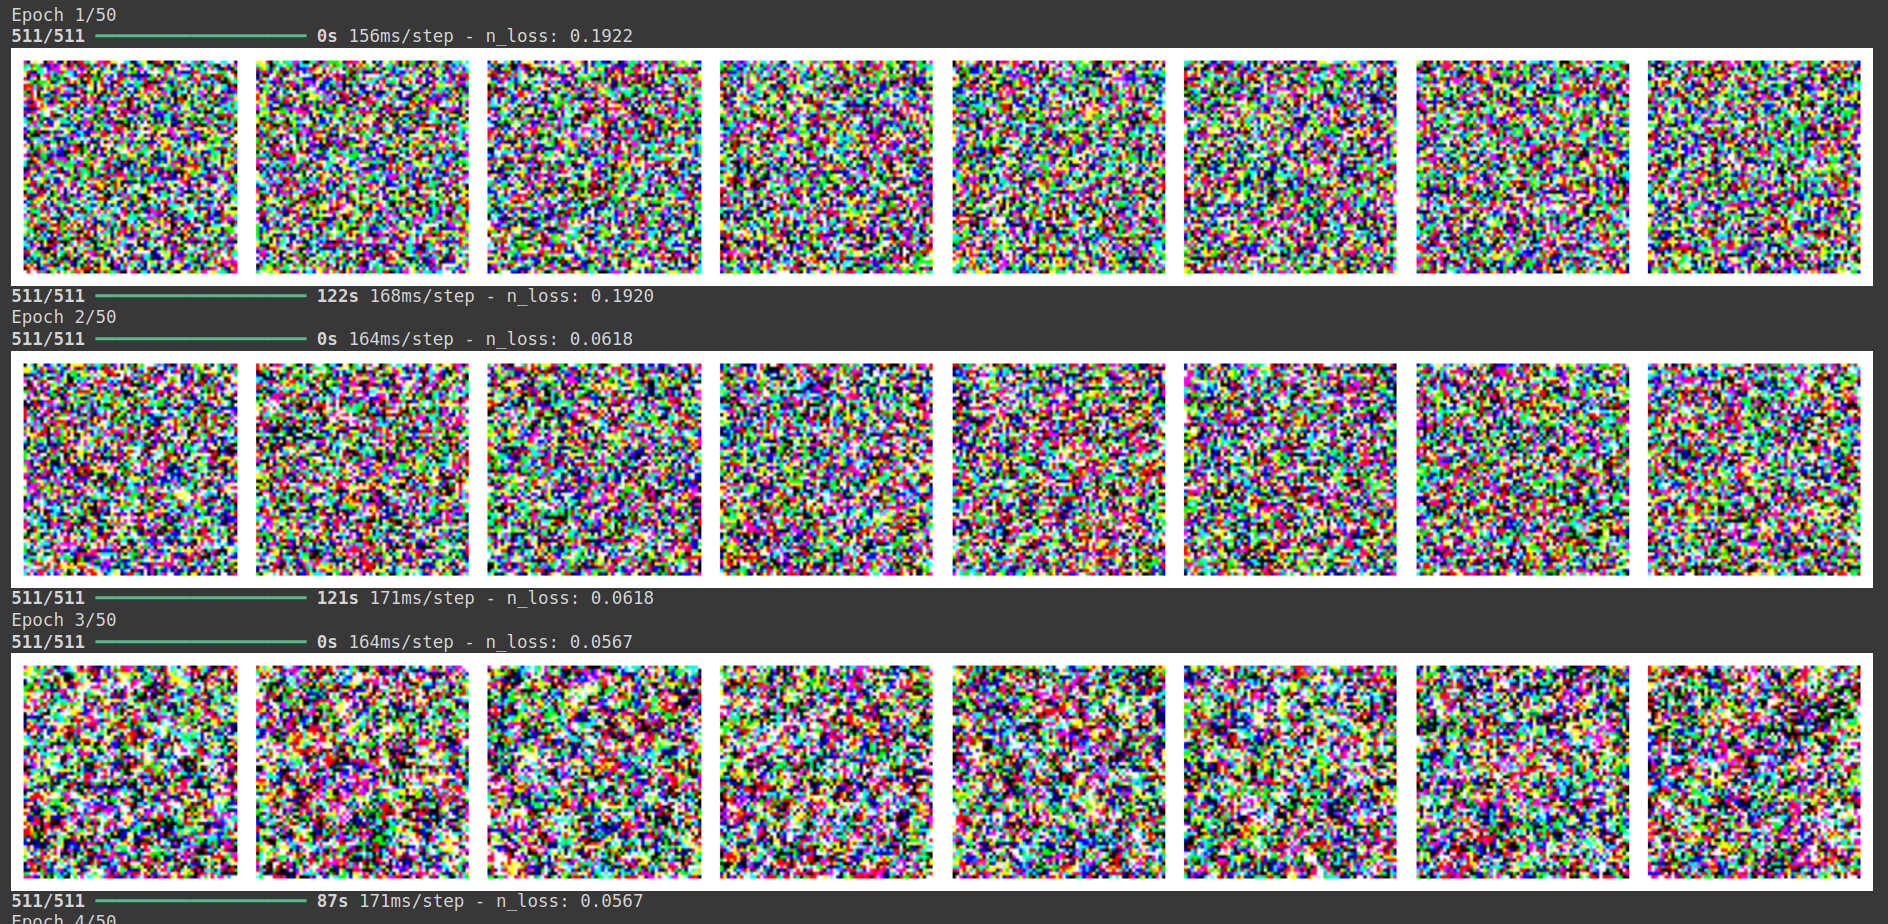 Epoch 1/50
511/511 0s 156ms/step - n_loss: 0.1922
511/511 122s 168ms/step - n_loss: 0.1920
Epoch 2/50
511/511 0s 164ms/step - n_loss: 0.0618
511/511 121s 171ms/step - n_loss: 0.0618
Epoch 3/50
511/511 0s 164ms/step - n_loss: 0.0567
511/511 87s 171ms/step - n_loss: 0.0567
Epoch 4/50